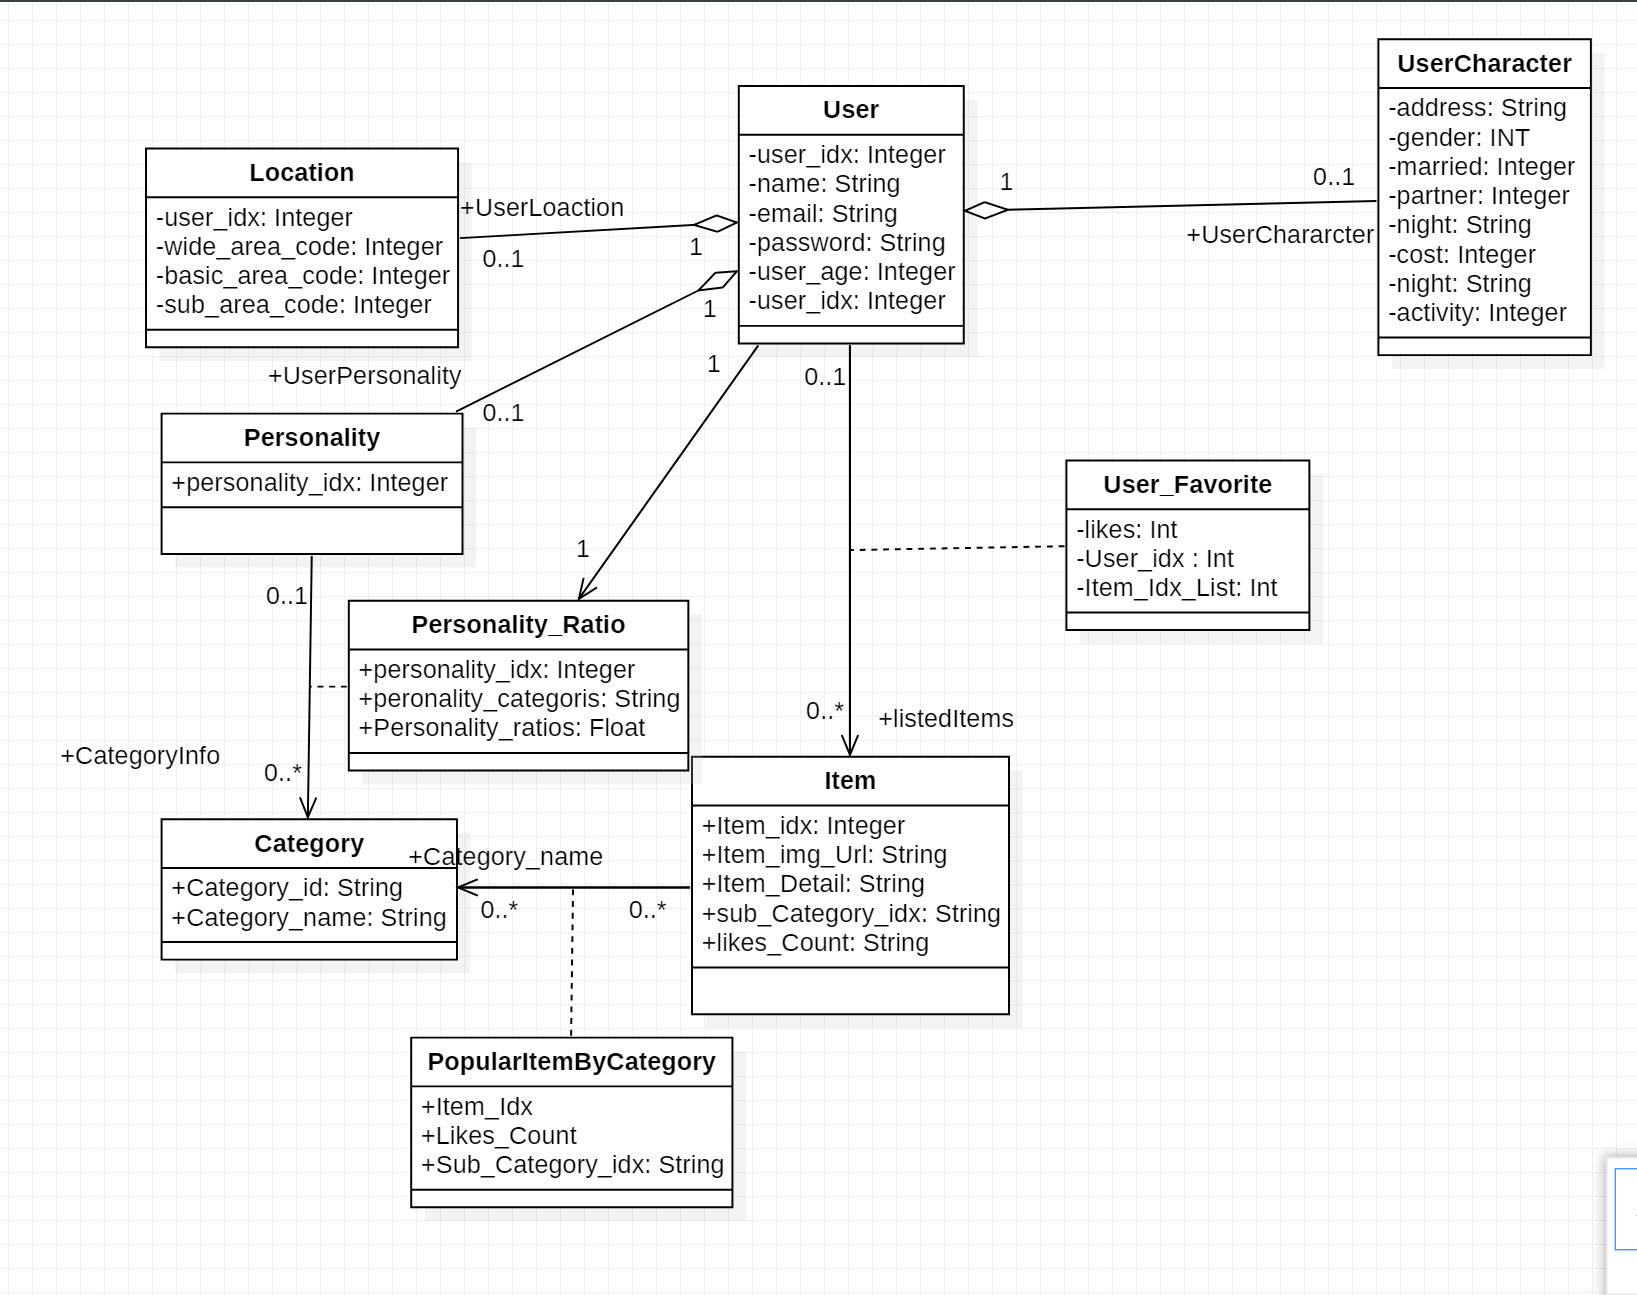 UserCharacter
-address: String
-gender: INT
-married: Integer
-partner: Integer
-night: String
-cost: Integer
-night: String
-activity: Integer
User
-user_idx: Integer
-name: String
-email: String
-password: String
-user_age: Integer
-user_idx: Integer
Location
-user_idx: Integer
-wide_area_code: Integer
-basic_area_code: Integer
-sub_area_code: Integer
+UserLoaction
0..1
1
1
0..1
+UserChararcter
1
+UserPersonality
0..1
1
0..1
Personality
+personality_idx: Integer
User_Favorite
-likes: Int
-User_idx : Int
-Item_Idx_List: Int
1
0..1
Personality_Ratio
+personality_idx: Integer
+peronality_categoris: String
+Personality_ratios: Float
0..*
+listedItems
+CategoryInfo
0..*
Item
+Item_idx: Integer
+Item_img_Url: String
+Item_Detail: String
+sub_Category_idx: String
+likes_Count: String
Category
+Category_id: String
+Category_name: String
+Category_name
0..*
0..*
PopularItemByCategory
+Item_Idx
+Likes_Count
+Sub_Category_idx: String